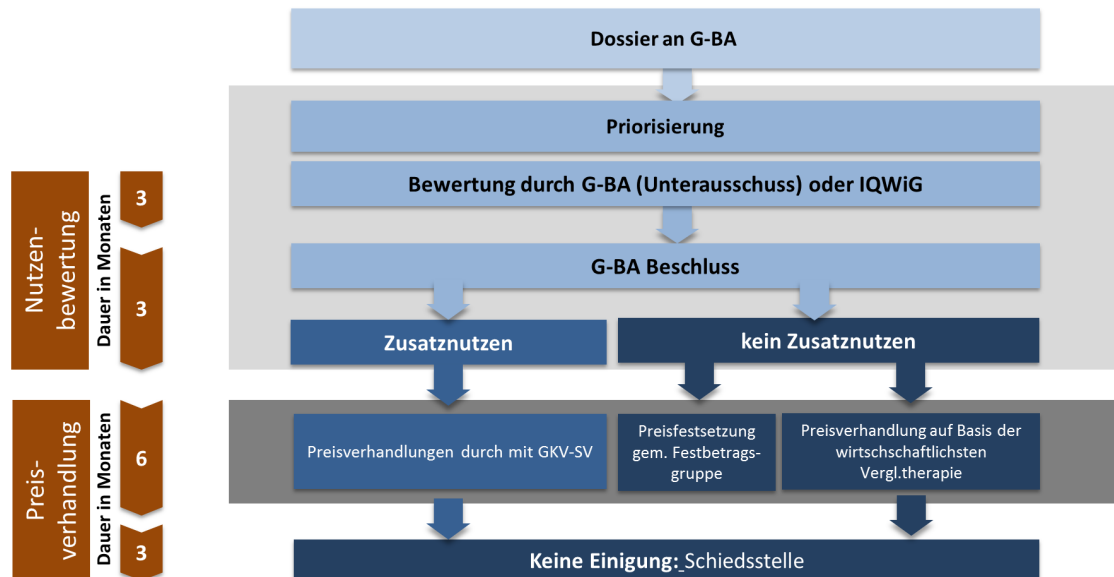 Dossier an G-BA
Priorisierung
Bewertung durch G-BA (Unterausschuss) oder IQWiG
G-BA Beschluss
Zusatznutzen
kein Zusatznutzen
Nutzen-
bewertung
Dauer in Monaten
3
3
Preisverhandlungen durch mit GKV-SV
Preisfestsetzung
gem. Festbetrags-
gruppe
Preisverhandlung auf Basis der
wirtschaftlichsten
Vergl.therapie
Preis-
verhandlung
Dauer in Monaten
6
3
Keine Einigung: Schiedsstelle